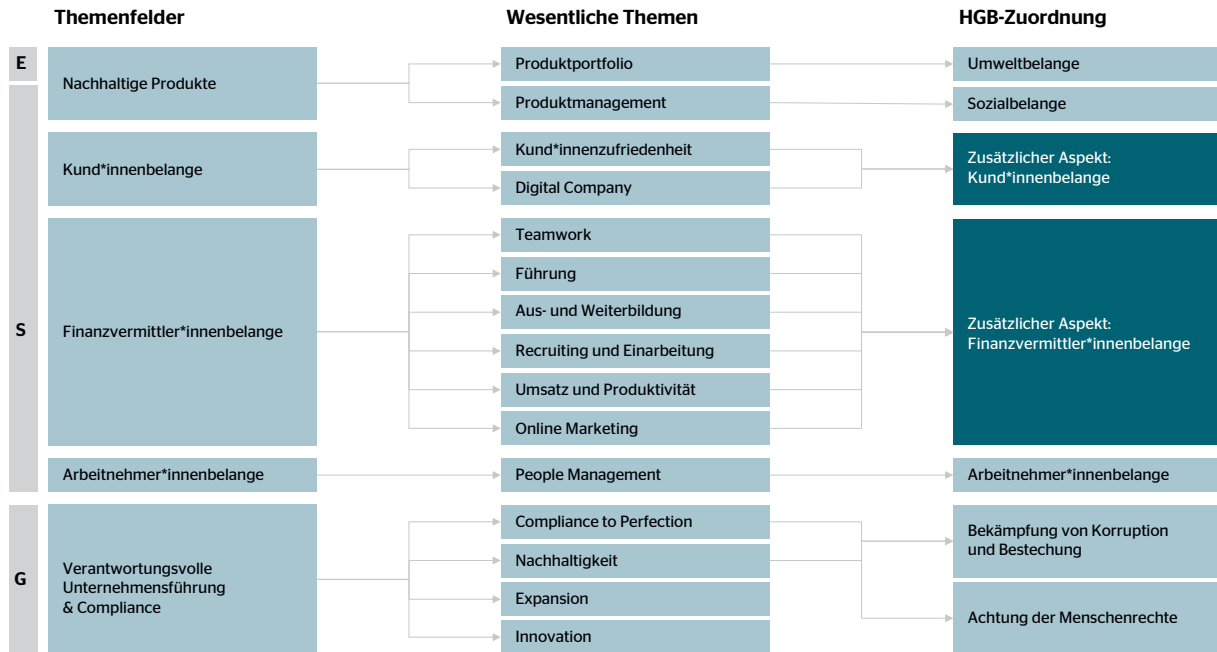 Themenfelder
Wesentliche Themen
HGB-Zuordnung
E
Nachhaltige Produkte
Produktportfolio
Umweltbelange
Produktmanagement
Sozialbelange
S
Kund*innenbelange
Kund*innenzufriedenheit
Digital Company
Zusätzlicher Aspekt:
Kund*innenbelange
Finanzvermittler*innenbelange
Teamwork
Führung
Aus- und Weiterbildung
Recruiting und Einarbeitung
Umsatz und Produktivität
Online Marketing
Zusätzlicher Aspekt:
Finanzvermittler*innenbelange
Arbeitnehmer*innenbelange
People Management
Arbeitnehmer*innenbelange
G
Verantwortungsvolle
Unternehmensführung
& Compliance
Compliance to Perfection
Nachhaltigkeit
Expansion
Innovation
Bekämpfung von Korruption
und Bestechung
Achtung der Menschenrechte